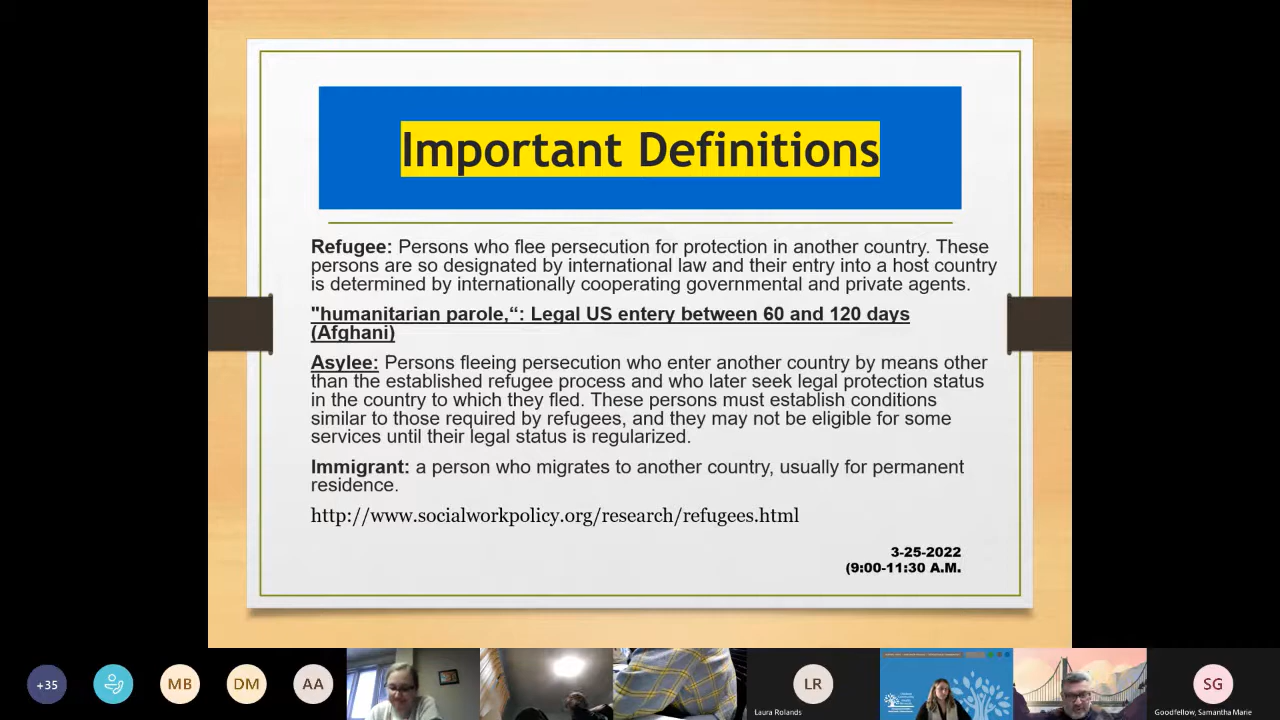 Important Definitions
Refugee: Persons who flee persecution for protection in another country. These
persons are so designated by international law and their entry into a host country
is determined by internationally cooperating governmental and private agents.
"humanitarian parole,“: Legal US entery between 60 and 120 days
(Afghani)
Asylee: Persons fleeing persecution who enter another country by means other
than the established refugee process and who later seek legal protection status
in the country to which they fled. These persons must establish conditions
similar to those required by refugees, and they may not be eligible for some
services until their legal status is regularized.
Immigrant: a person who migrates to another country, usually for permanent
residence.
http://www.socialworkpolicy.org/research/refugees.html
3-25-2022
(9:00-11:30 A.M.
+35
MB
DM
AA
LR
SG
Laura Rolands
Goodfellow, Samantha Marie